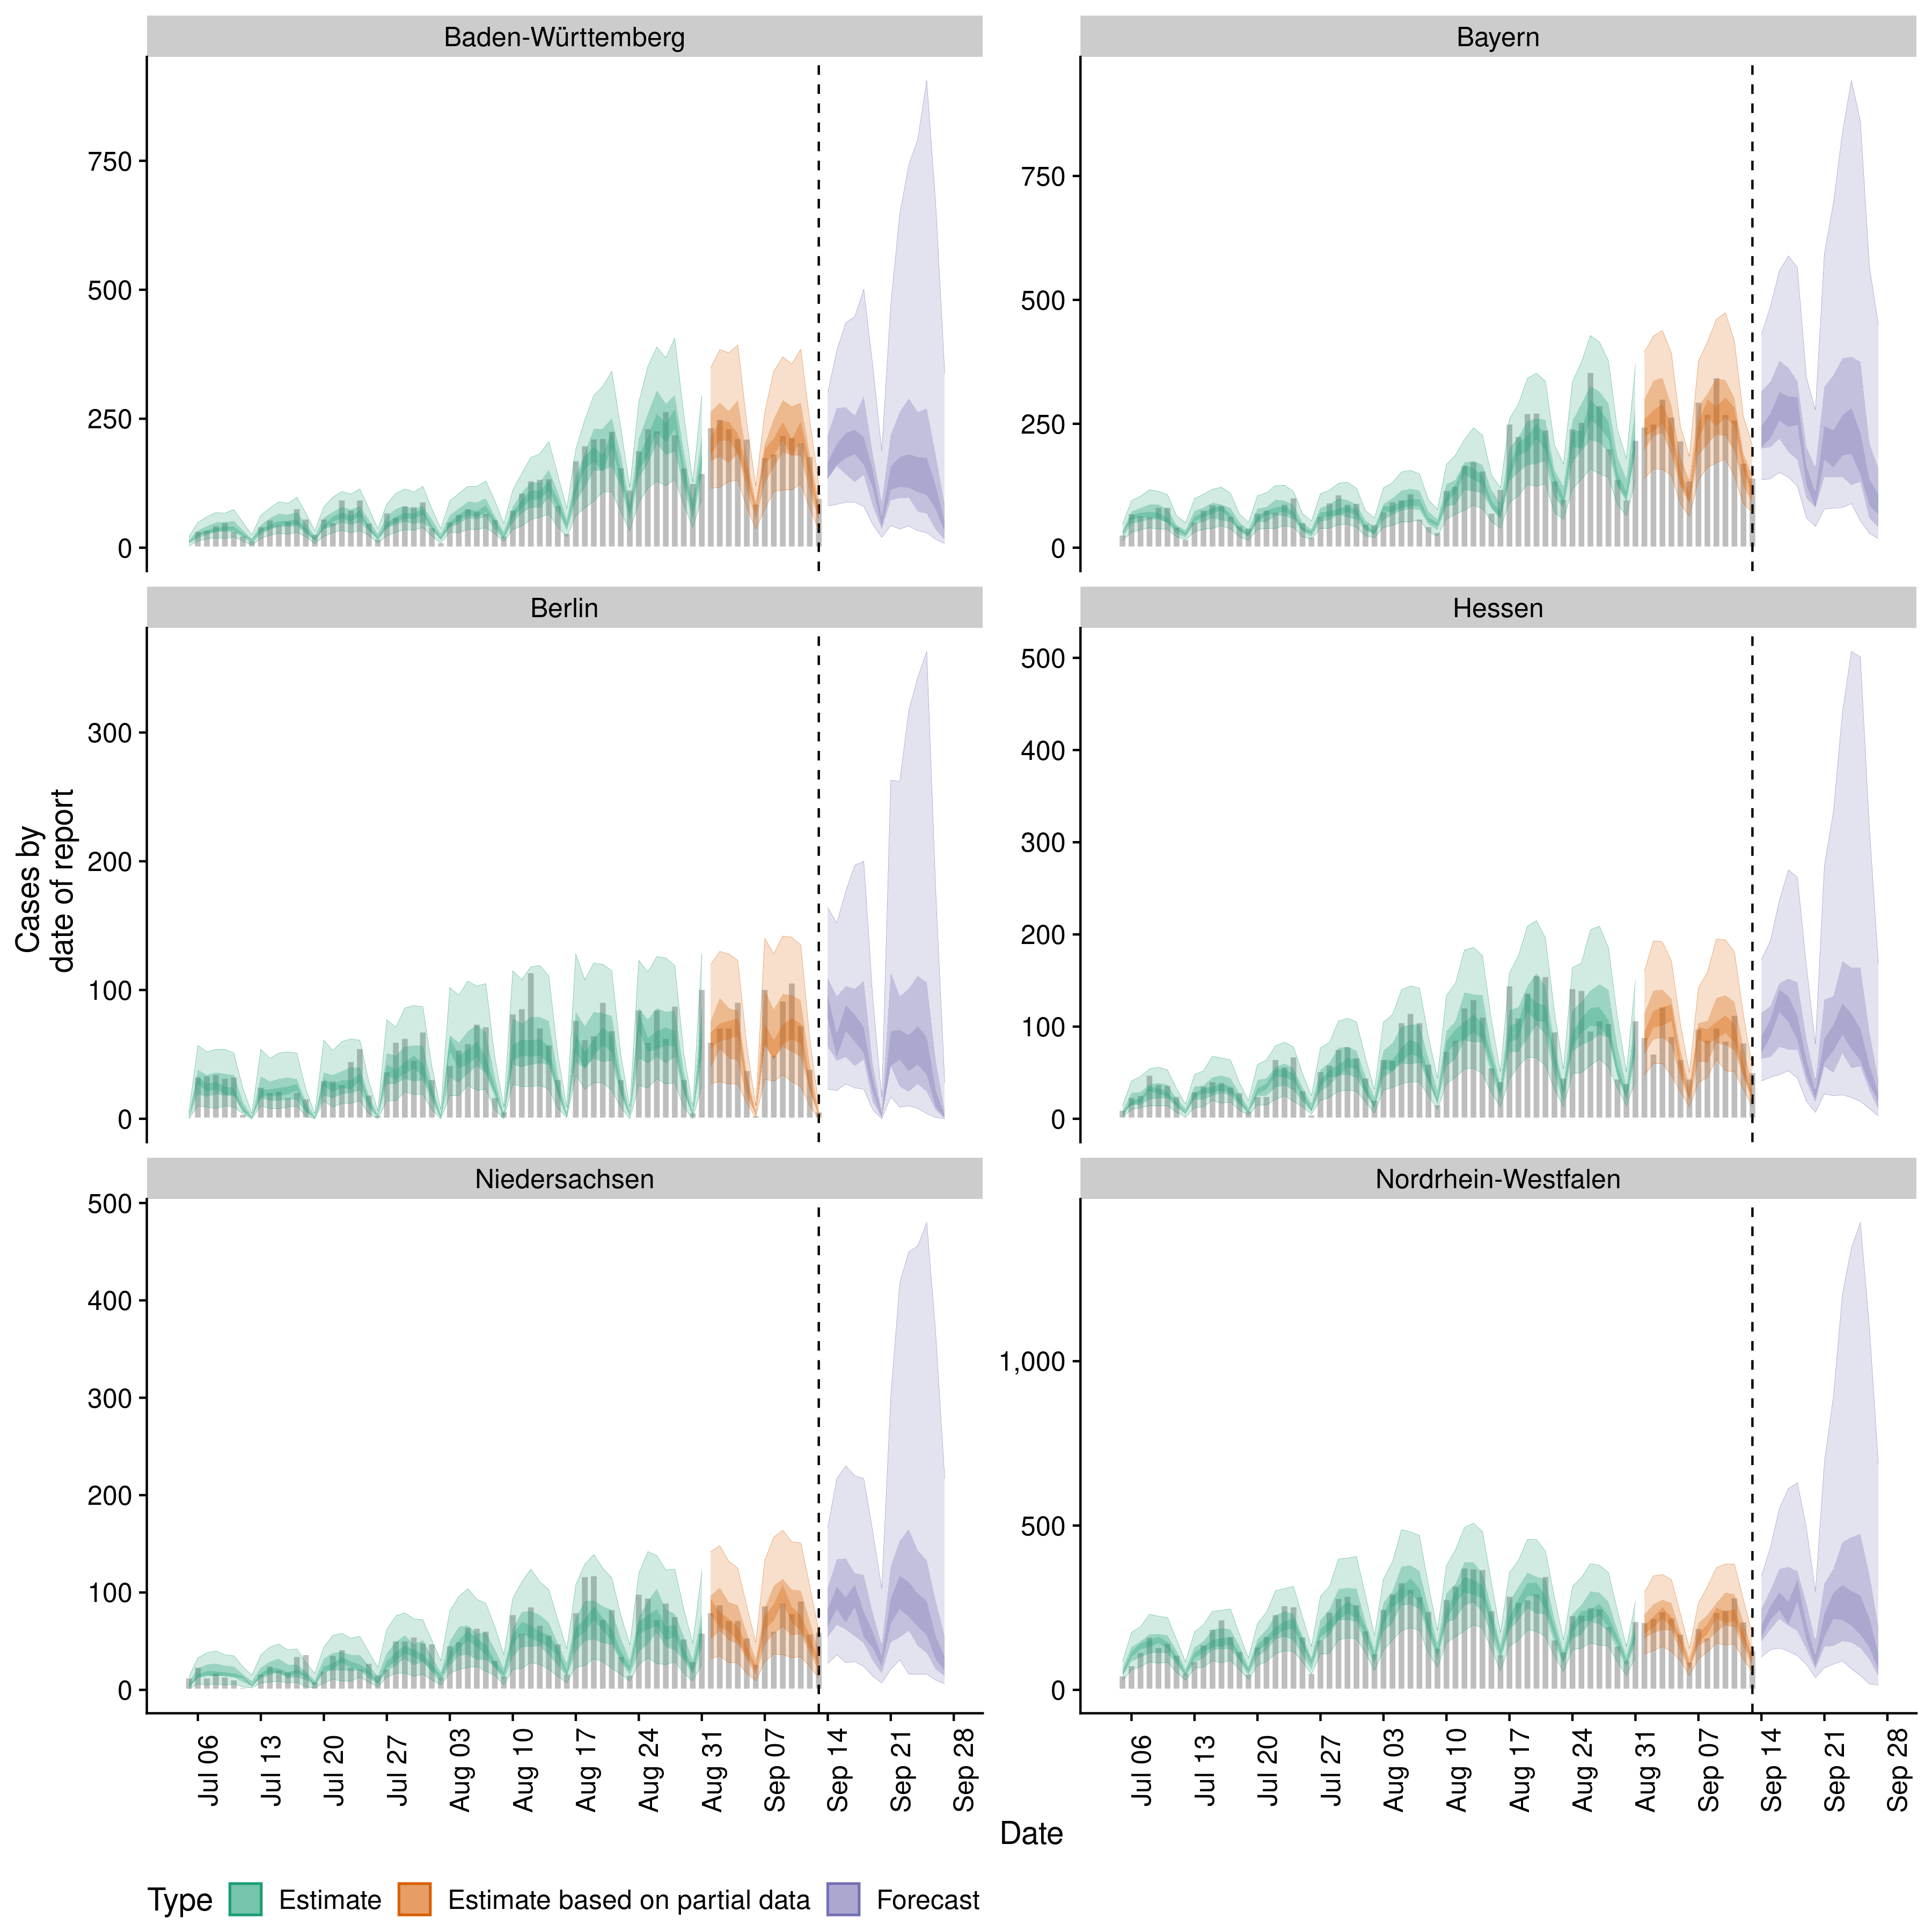 Baden-Württemberg
Bayern
750
500
250
0
750
500
250
0
Berlin
Hessen
300
200
100
0
500
400
300
200
100
0
Cases by
date of report
Niedersachsen
Nordrhein-Westfalen
500
400
300
200
100
0
1,000
500
0
Jul 06
Jul 13
Jul 20
Jul 27
Aug 03
Aug 10
Aug 17
Aug 24
Aug 31
Sep 07
Sep 14
Sep 21
Sep 28
Jul 06
Jul 13
Jul 20
Jul 27
Aug 03
Aug 10
Aug 17
Aug 24
Aug 31
Sep 07
Sep 14
Sep 21
Sep 28
Date
Type Estimate Estimate based on partial data Forecast